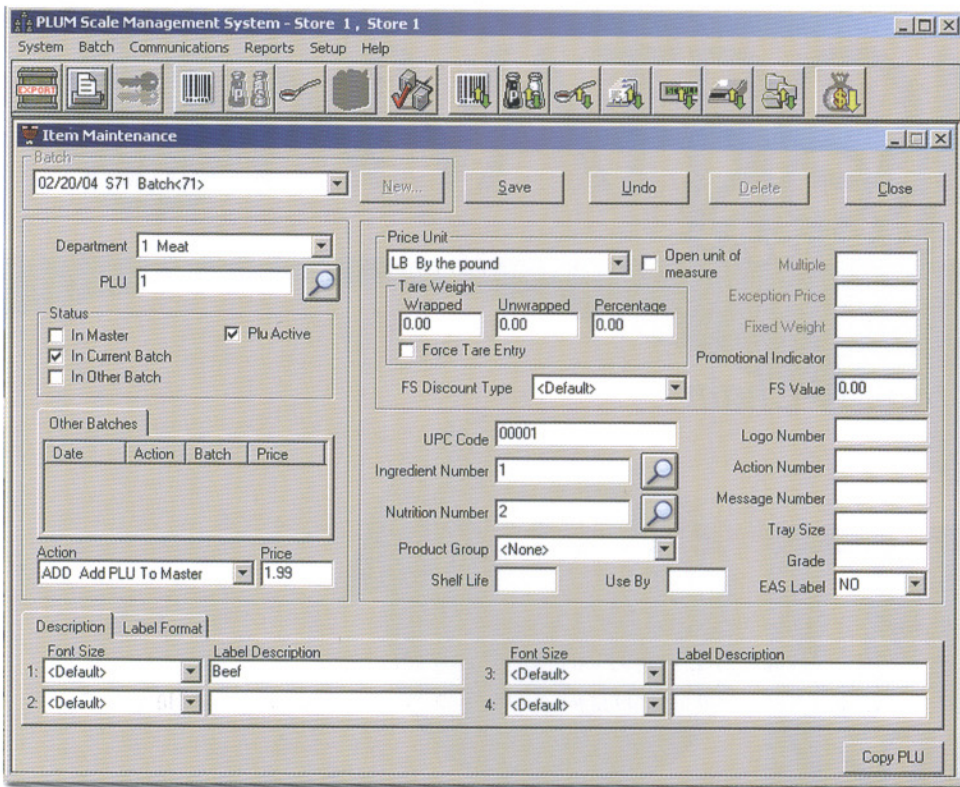 PLUM Scale Management System - Store 1 , Store 1
System Batch Communications Reports Setup Help
EXPORT
Item Maintenance
Batch
02/20/04 S71 Batch<71>
New...
Save
Undo
Delete
Close
Department 1 Meat
PLU 1
Status
In Master
Plu Active
In Current Batch
In Other Batch
Other Batches
Date Action Batch Price
Action Price
ADD Add PLU To Master 1.99
Price Unit
LB By the pound
Open unit of
measure
Tare Weight
Wrapped Unwrapped Percentage
0.00 0.00 0.00
Force Tare Entry
FS Discount Type <Default>
Multiple
Exception Price
Fixed Weight
Promotional Indicator
FS Value 0.00
UPC Code 00001
Ingredient Number 1
Nutrition Number 2
Product Group <None>
Shelf Life Use By
Logo Number
Action Number
Message Number
Tray Size
Grade
EAS Label NO
Description Label Format
Font Size Label Description Font Size Label Description
1: <Default> Beef 3: <Default>
2: <Default> 4: <Default>
Copy PLU